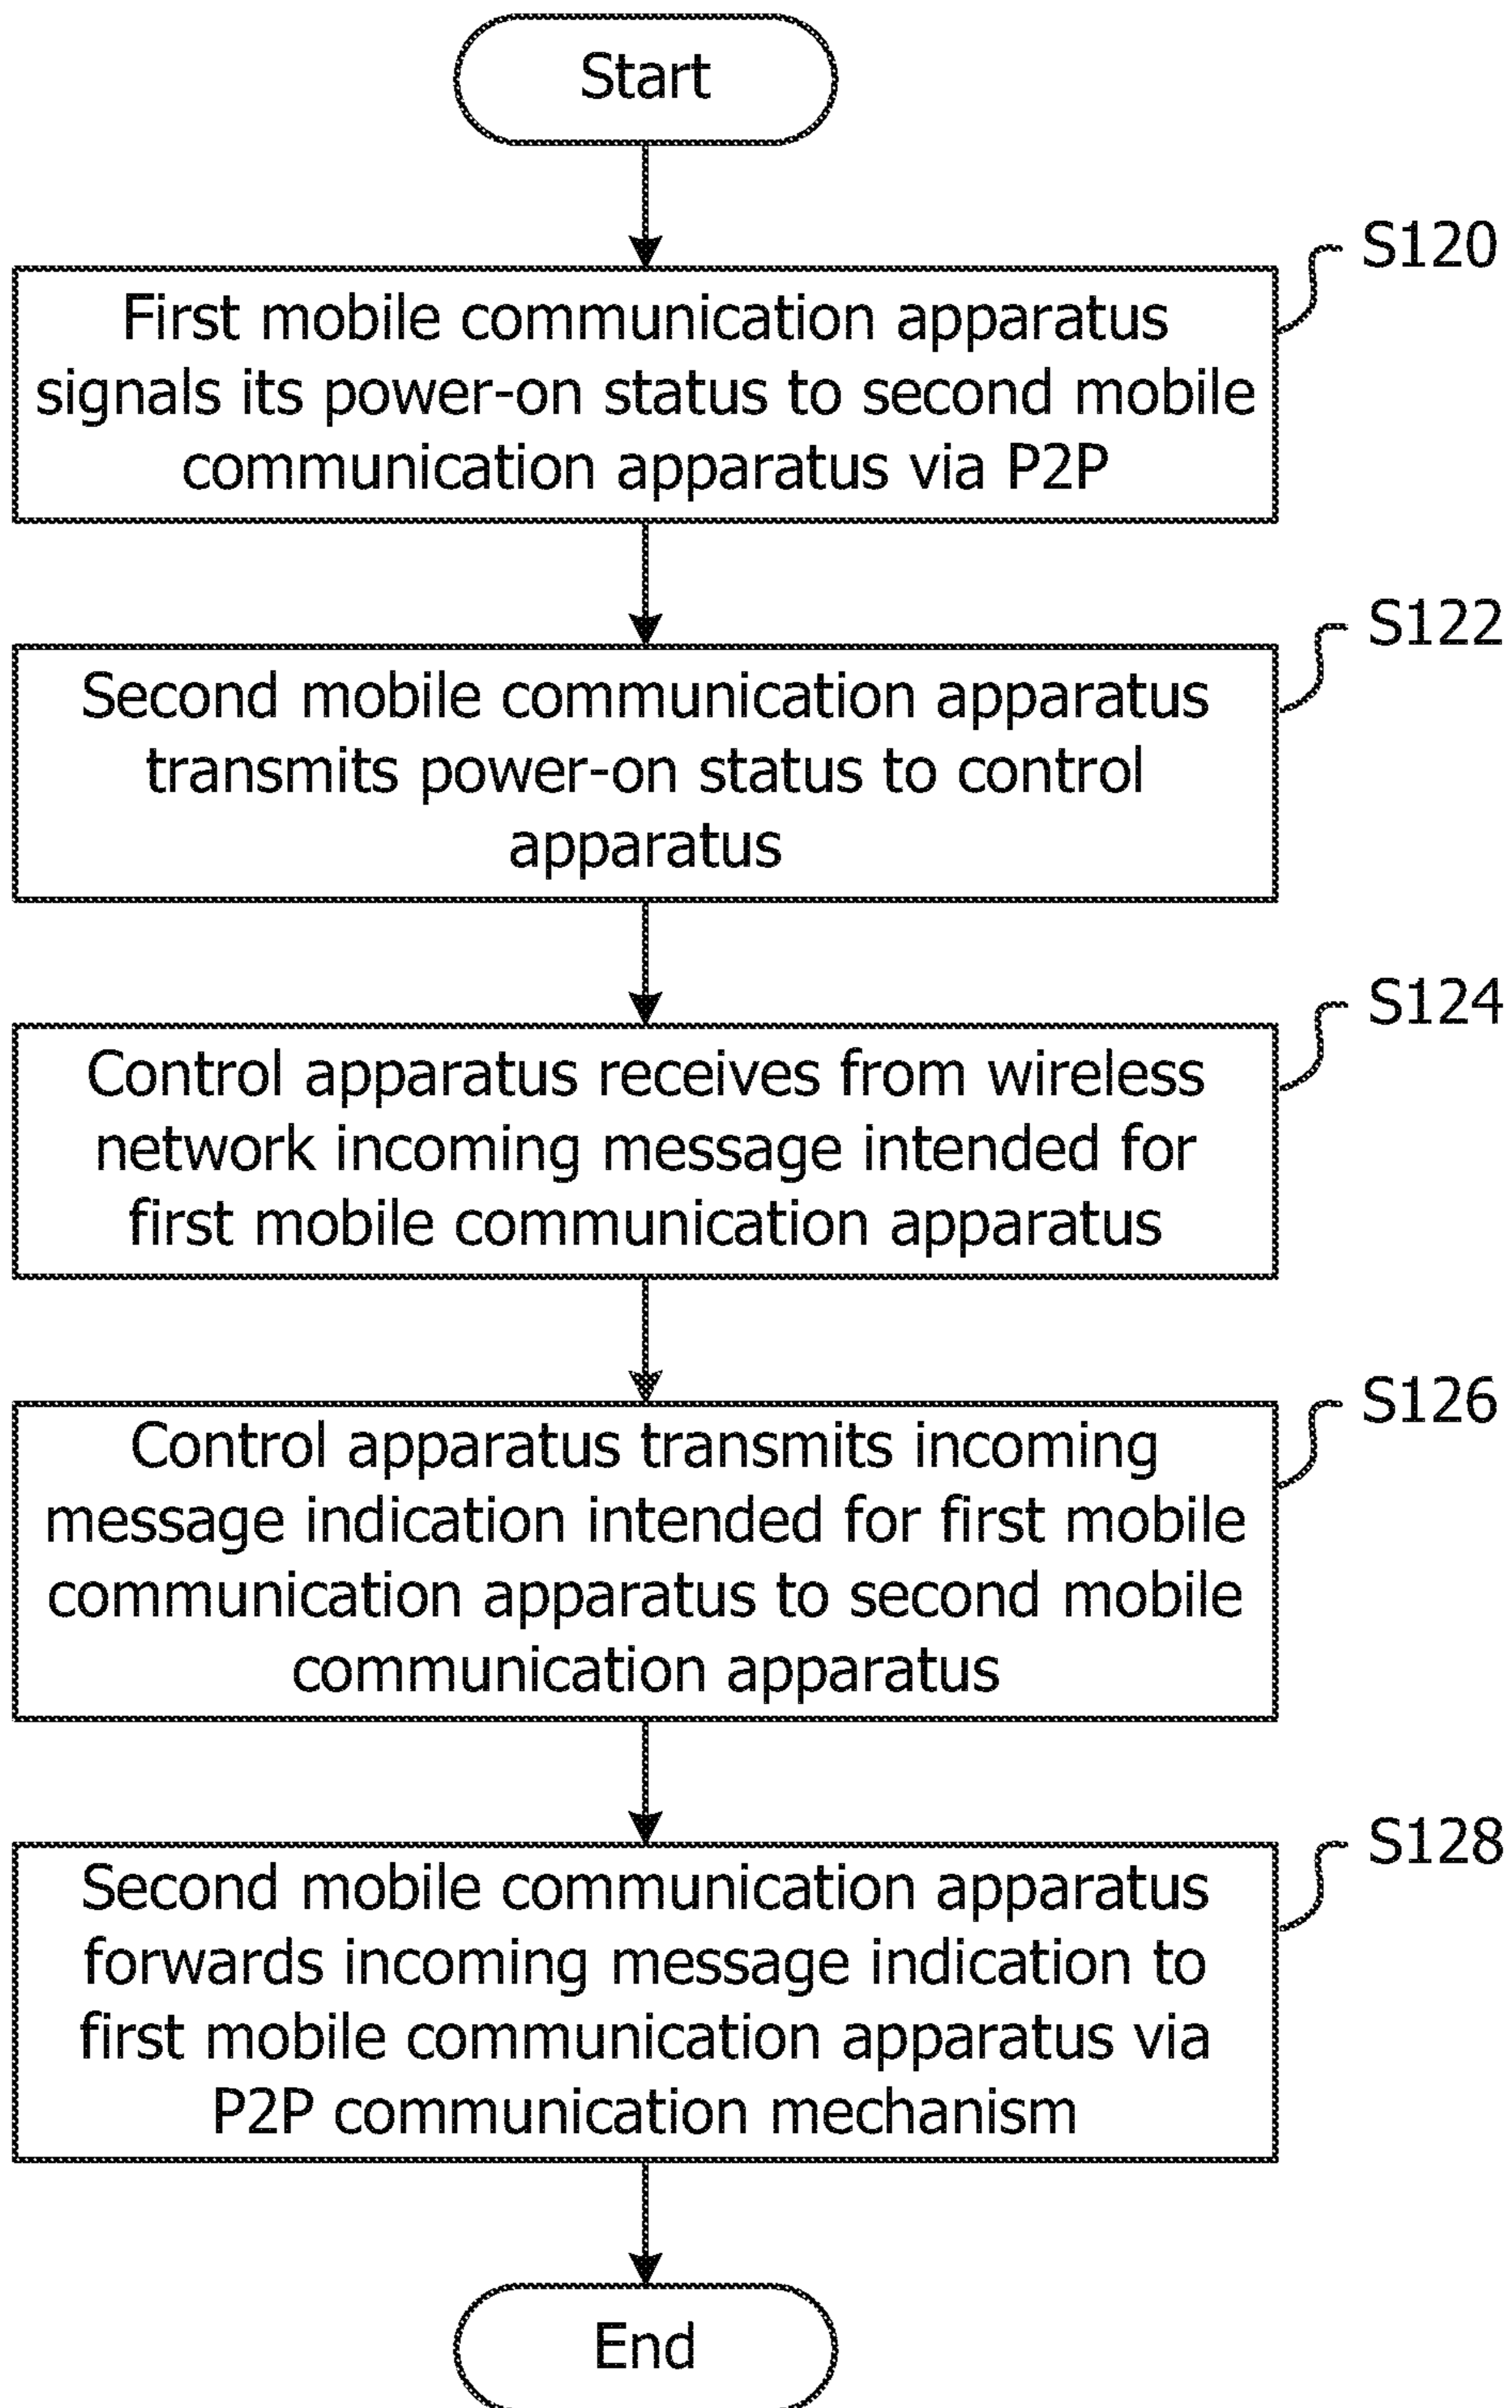 Start
S120
First mobile communication apparatus
signals its power-on status to second mobile
communication apparatus via P2P
S122
Second mobile communication apparatus
transmits power-on status to control
apparatus
S124
Control apparatus receives from wireless
network incoming message intended for
first mobile communication apparatus
S126
Control apparatus transmits incoming
message indication intended for first mobile
communication apparatus to second mobile
communication apparatus
S128
Second mobile communication apparatus
forwards incoming message indication to
first mobile communication apparatus via
P2P communication mechanism
End